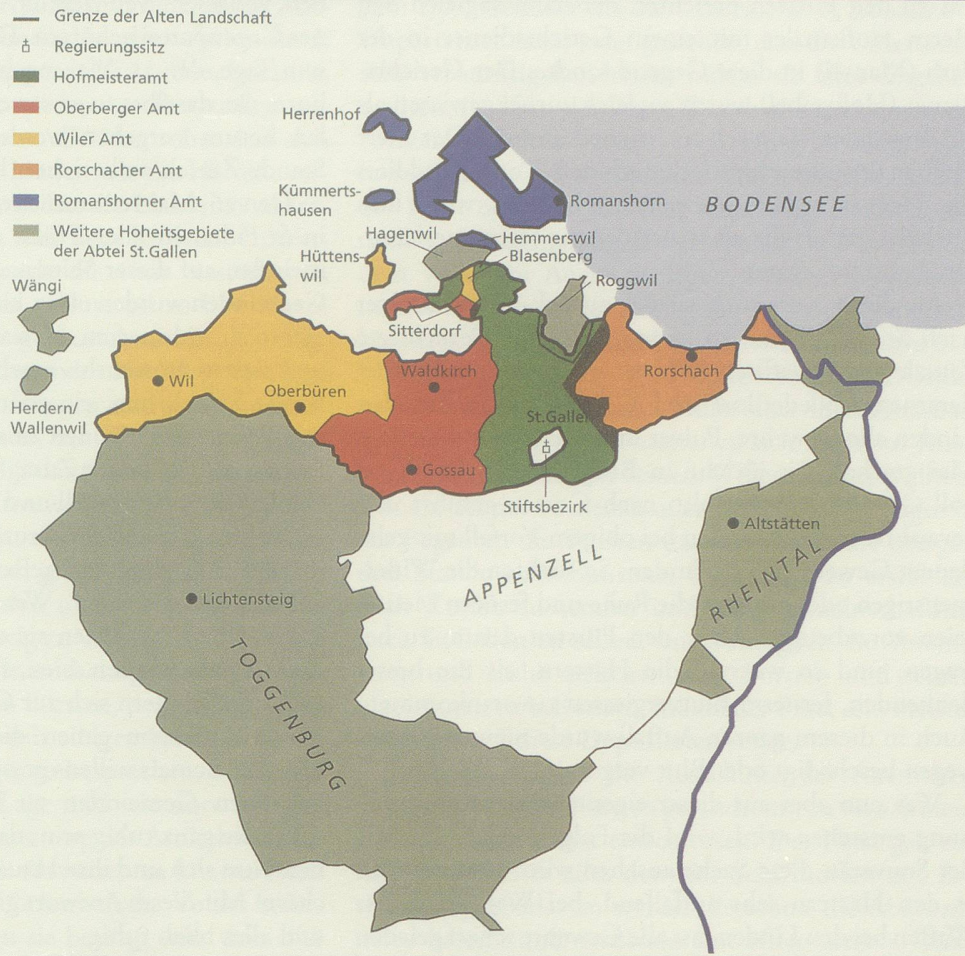 Grenze der Alten Landschaft
Regierungssitz
Hofmeisteramt
Oberberger Amt
Wiler Amt
Rorschacher Amt
Romanshorner Amt
Weitere Hoheitsgebiete
der Abtei St.Gallen
Herrenhof
Kümmerts-
hausen
Romanshorn
BODENSEE
Hagenwil
Hemmerswil
Blasenberg
Hüttens-
wil
Roggwil
Wängi
Sitterdorf
Wil
Oberbüren
Waldkirch
Rorschach
Herdern/
Wallenwil
St.Gallen
Gossau
Stiftsbezirk
Altstätten
APPENZELL
RHEINTAL
Lichtensteig
TOGGENBURG